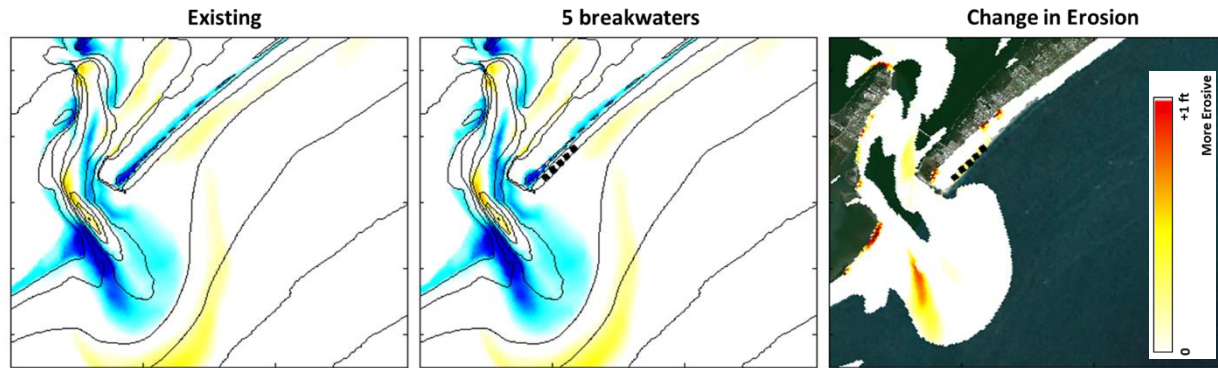 Existing
5 breakwaters
Change in Erosion
+1 ft
More Erosive
0